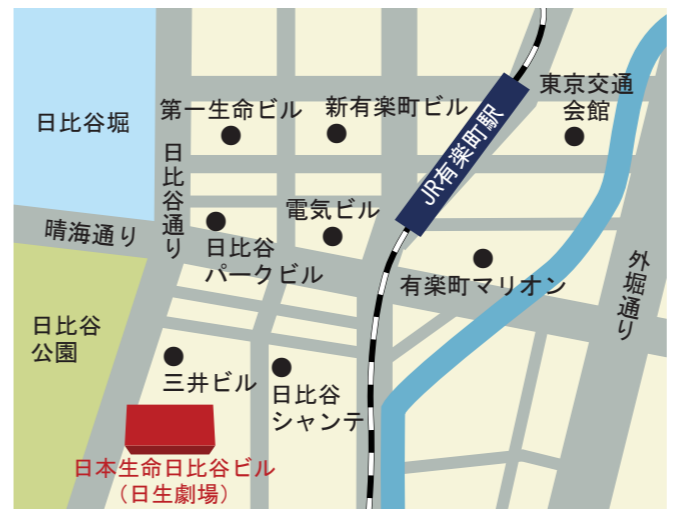 東京交通
会館
第一生命ビル
新有楽町ビル
日比谷堀
日比谷通り
JR有楽町駅
電気ビル
晴海通り
日比谷
パークビル
有楽町マリオン
外堀通り
日比谷
公園
三井ビル
日比谷
シャンテ
日本生命日比谷ビル
（日生劇場）